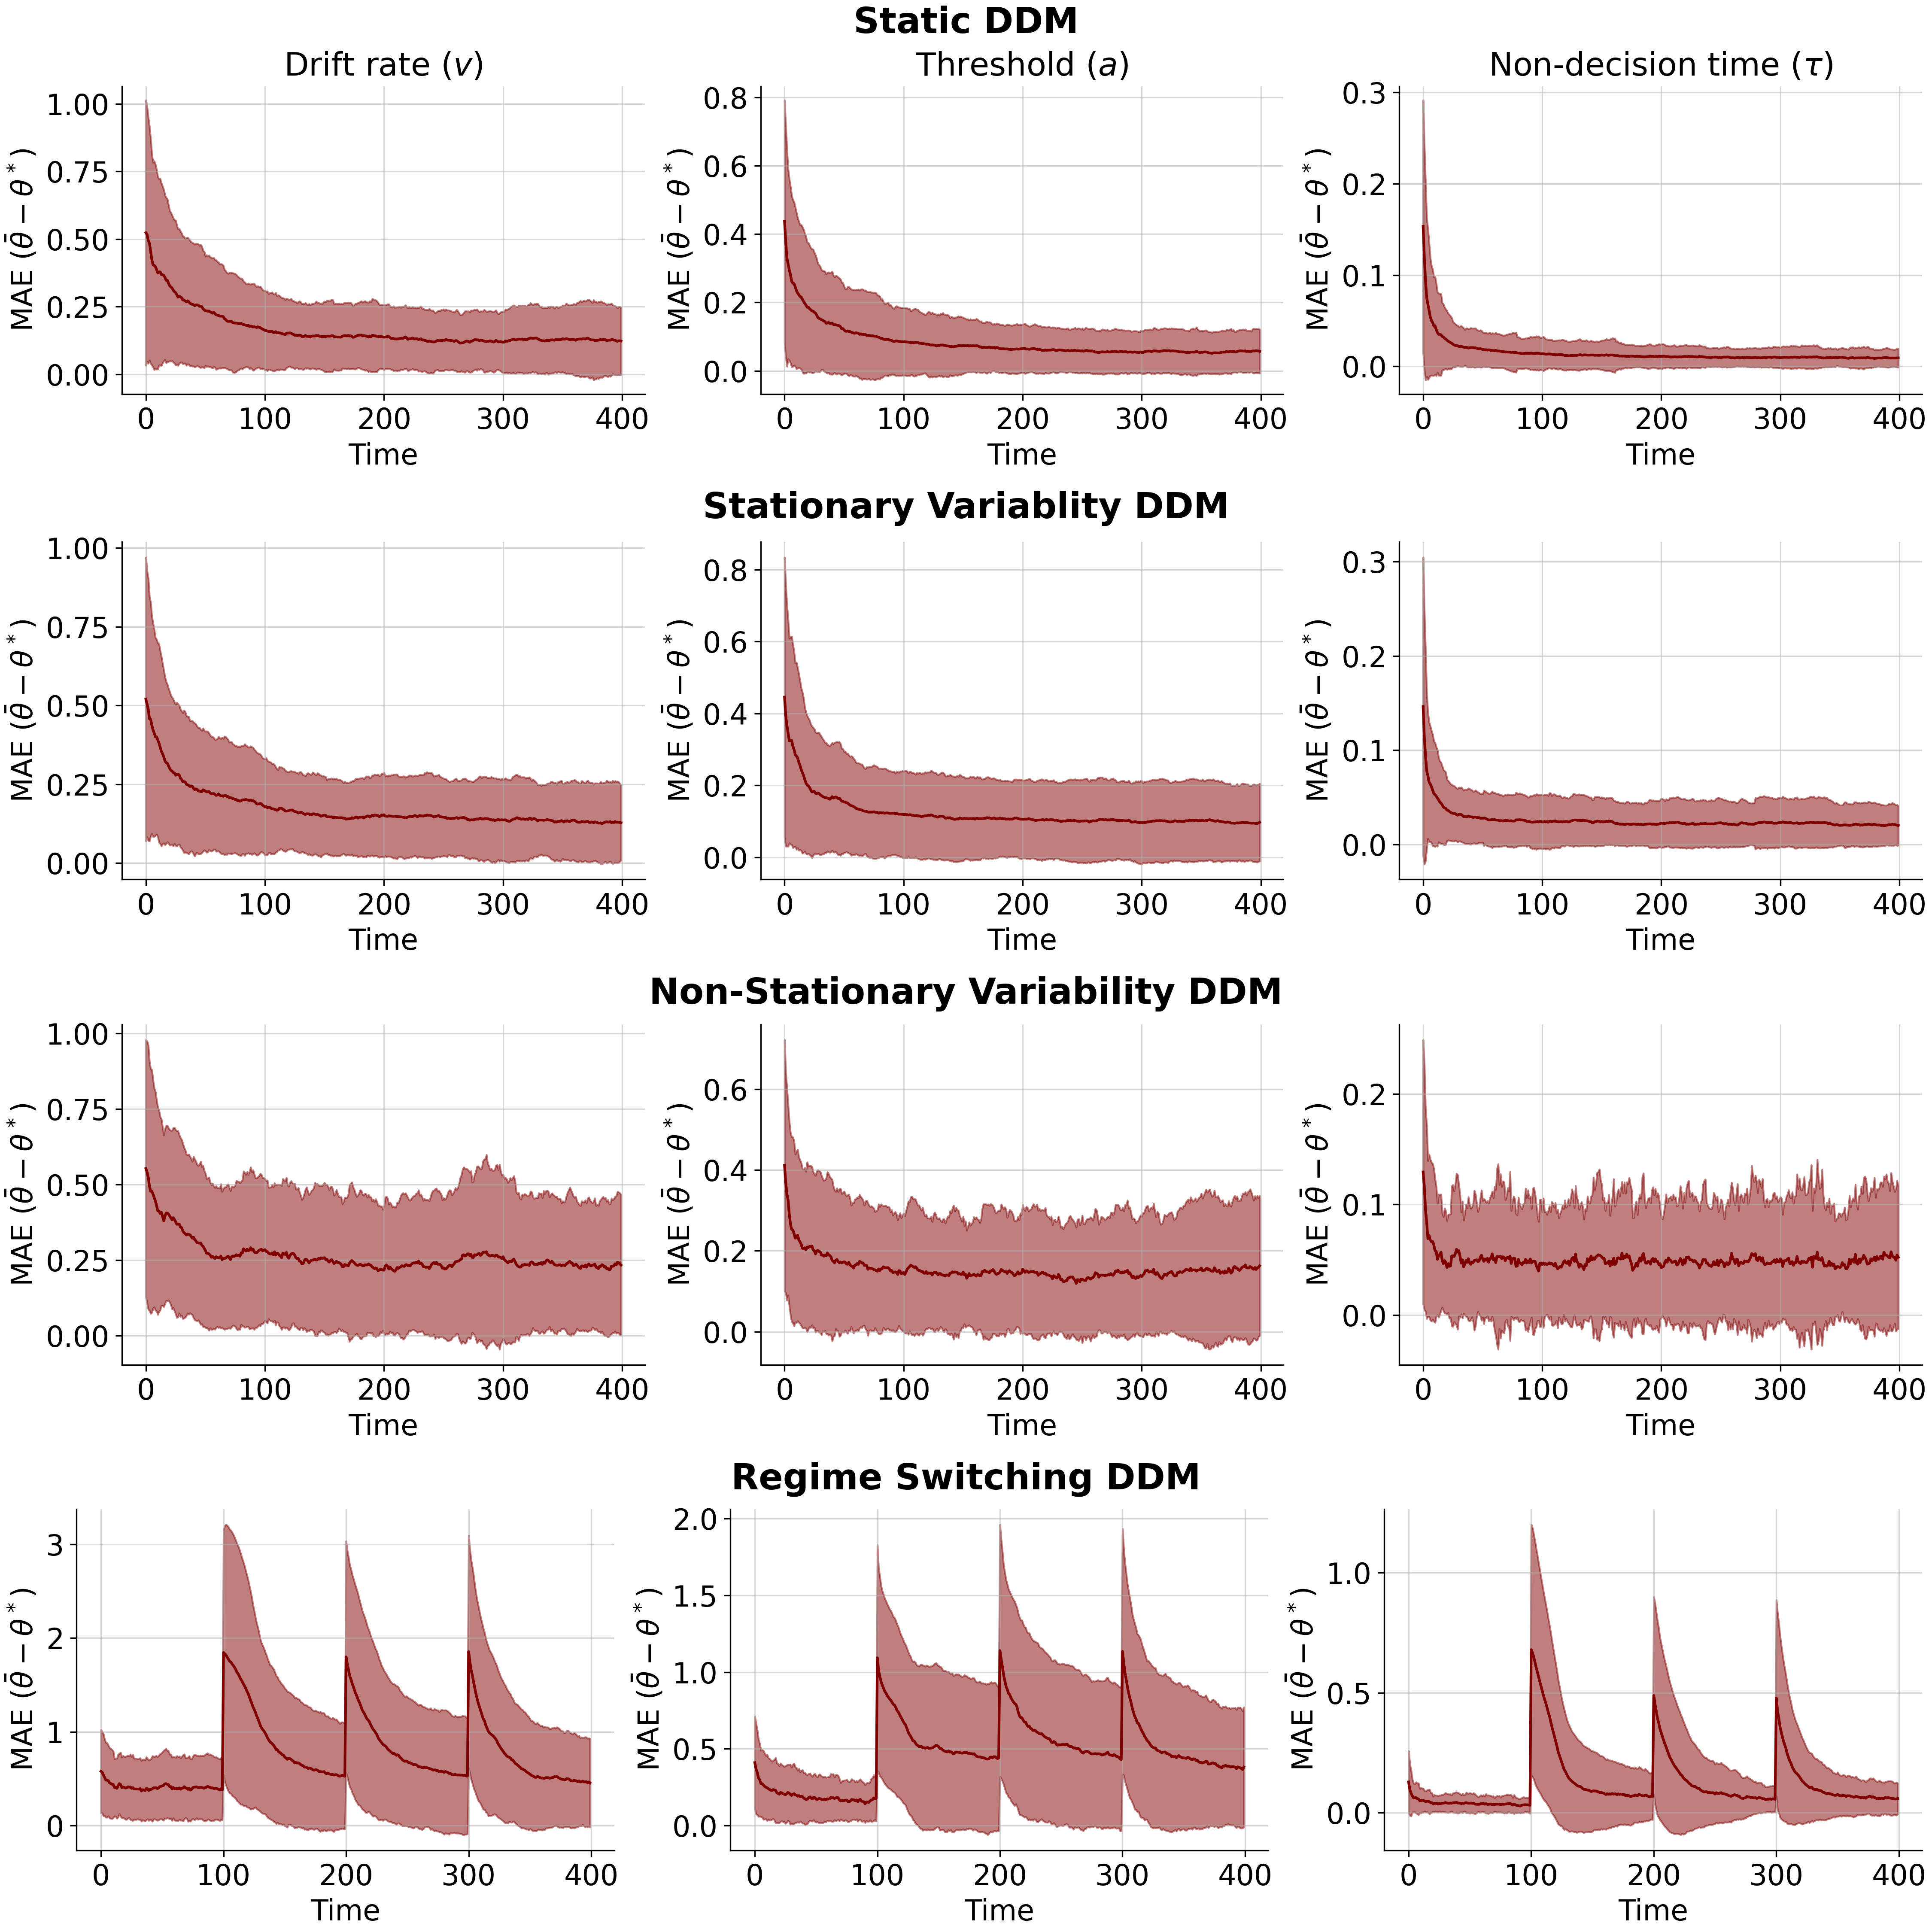 Static DDM
Drift rate (v)
Threshold (a)
Non-decision time (τ)
MAE (θ̄ − θ*)
1.00
0.75
0.50
0.25
0.00
0 100 200 300 400
Time
MAE (θ̄ − θ*)
0.8
0.6
0.4
0.2
0.0
0 100 200 300 400
Time
MAE (θ̄ − θ*)
0.3
0.2
0.1
0.0
0 100 200 300 400
Time
Stationary Variablity DDM
MAE (θ̄ − θ*)
1.00
0.75
0.50
0.25
0.00
0 100 200 300 400
Time
MAE (θ̄ − θ*)
0.8
0.6
0.4
0.2
0.0
0 100 200 300 400
Time
MAE (θ̄ − θ*)
0.3
0.2
0.1
0.0
0 100 200 300 400
Time
Non-Stationary Variability DDM
MAE (θ̄ − θ*)
1.00
0.75
0.50
0.25
0.00
0 100 200 300 400
Time
MAE (θ̄ − θ*)
0.6
0.4
0.2
0.0
0 100 200 300 400
Time
MAE (θ̄ − θ*)
0.2
0.1
0.0
0 100 200 300 400
Time
Regime Switching DDM
MAE (θ̄ − θ*)
3
2
1
0
0 100 200 300 400
Time
MAE (θ̄ − θ*)
2.0
1.5
1.0
0.5
0.0
0 100 200 300 400
Time
MAE (θ̄ − θ*)
1.0
0.5
0.0
0 100 200 300 400
Time